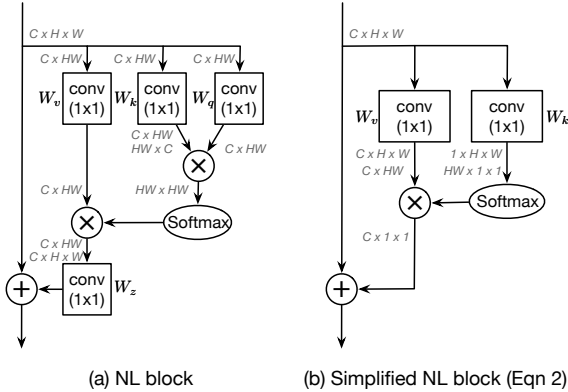 C x H x W
C x HW
C x HW
C x HW
W_v
conv
(1x1)
W_k
conv
(1x1)
W_q
conv
(1x1)
C x HW
HW x C
C x HW
×
HW x HW
C x HW
×
Softmax
C x HW
C x H x W
+
conv
(1x1)
W_z
(a) NL block
C x H x W
W_v
conv
(1x1)
conv
(1x1)
W_k
C x H x W
C x HW
1 x H x W
HW x 1 x 1
×
Softmax
C x 1 x 1
+
(b) Simplified NL block (Eqn 2)